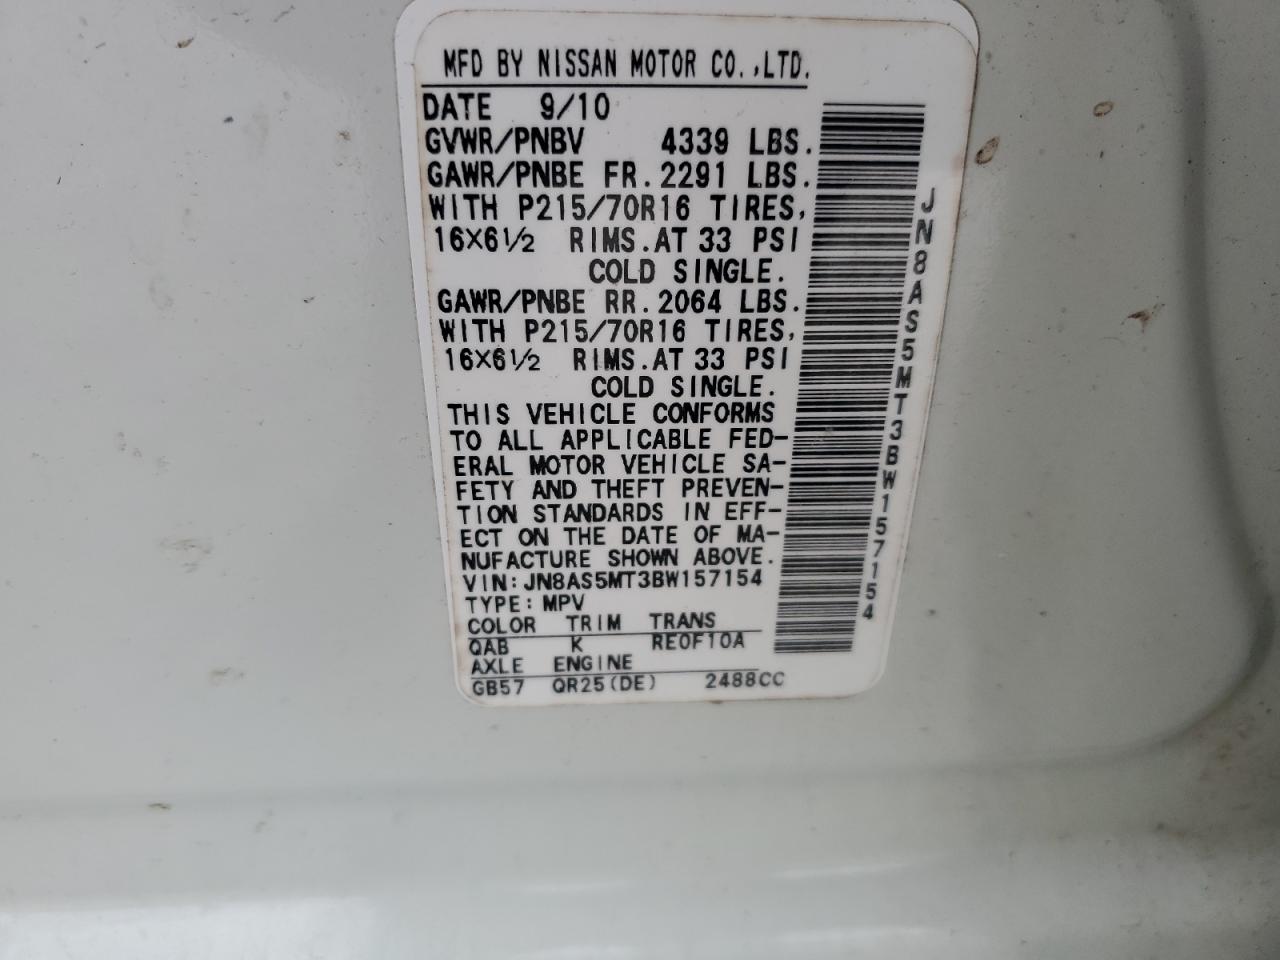 MFD BY NISSAN MOTOR CO.,LTD.
DATE 9/10
GVWR/PNBV 4339 LBS.
GAWR/PNBE FR.2291 LBS.
WITH P215/70R16 TIRES,
16X6½ RIMS.AT 33 PSI
COLD SINGLE.
GAWR/PNBE RR.2064 LBS.
WITH P215/70R16 TIRES,
16X6½ RIMS.AT 33 PSI
COLD SINGLE.
THIS VEHICLE CONFORMS
TO ALL APPLICABLE FED-
ERAL MOTOR VEHICLE SA-
FETY AND THEFT PREVEN-
TION STANDARDS IN EFF-
ECT ON THE DATE OF MA-
NUFACTURE SHOWN ABOVE.
VIN:JN8AS5MT3BW157154
TYPE:MPV
COLOR TRIM TRANS
QAB K RE0F10A
AXLE ENGINE
GB57 QR25(DE) 2488CC
JN8AS5MT3BW157154